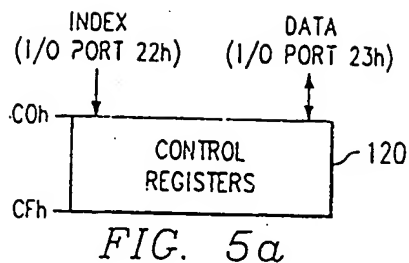 INDEX
(I/O PORT 22h)
DATA
(I/O PORT 23h)
C0h
CONTROL
REGISTERS
120
CFh
FIG. 5a